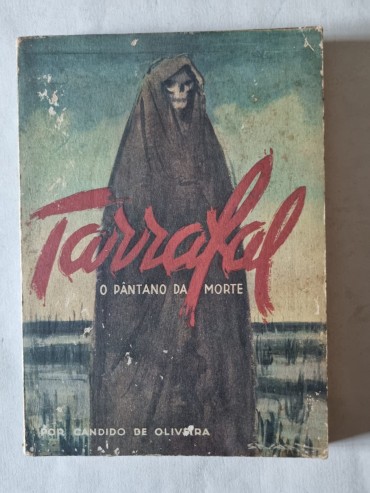 Tarrafal
O PÂNTANO DA MORTE
POR CANDIDO DE OLIVEIRA